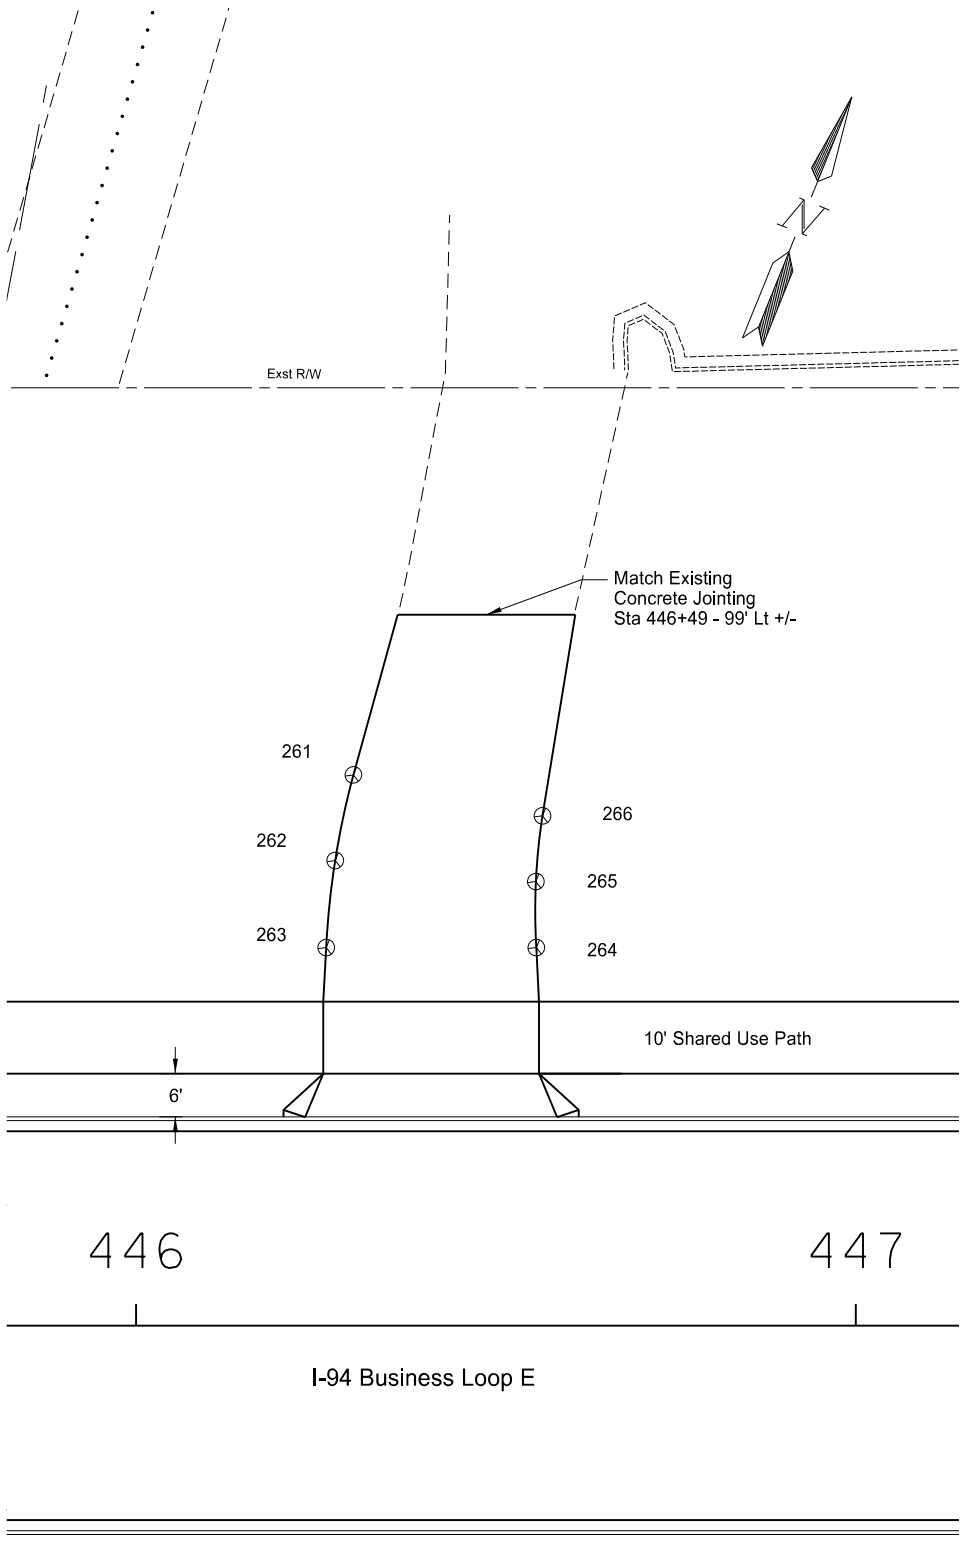 N
Exst R/W
Match Existing
Concrete Jointing
Sta 446+49 - 99' Lt +/-
261
266
262
265
263
264
10' Shared Use Path
6'
446
447
I-94 Business Loop E